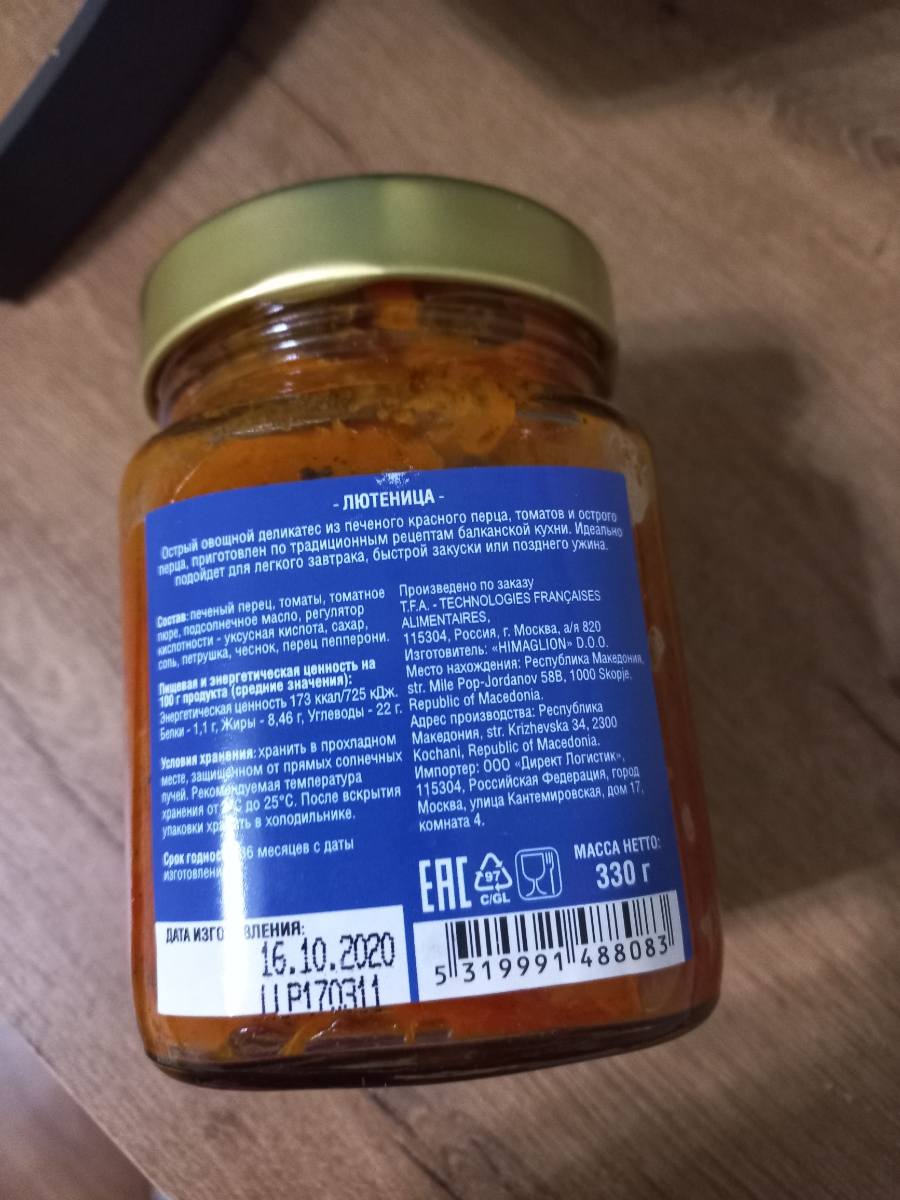 - ЛЮТЕНИЦА -
Острый овощной деликатес из печеного красного перца, томатов и острого
перца, приготовлен по традиционным рецептам балканской кухни. Идеально
подойдет для легкого завтрака, быстрой закуски или позднего ужина.
Состав: печеный перец, томаты, томатное
пюре, подсолнечное масло, регулятор
кислотности - уксусная кислота, сахар,
соль, петрушка, чеснок, перец пепперони.
Пищевая и энергетическая ценность на
100 г продукта (средние значения):
Энергетическая ценность 173 ккал/725 кДж.
Белки - 1,1 г, Жиры - 8,46 г, Углеводы - 22 г.
Условия хранения: хранить в прохладном
месте, защищенном от прямых солнечных
лучей. Рекомендуемая температура
хранения от до 25°C. После вскрытия
упаковки хранить в холодильнике.
Срок годности 36 месяцев с даты
изготовления
Произведено по заказу
T.F.A. - TECHNOLOGIES FRANÇAISES
ALIMENTAIRES,
115304, Россия, г. Москва, а/я 820
Изготовитель: «HIMAGLION» D.O.O.
Место нахождения: Республика Македония,
str. Mile Pop-Jordanov 58B, 1000 Skopje,
Republic of Macedonia.
Адрес производства: Республика
Македония, str. Krizhevska 34, 2300
Kochani, Republic of Macedonia.
Импортер: ООО «Директ Логистик»,
115304, Российская Федерация, город
Москва, улица Кантемировская, дом 17,
комната 4.
EAC
97
C/GL
МАССА НЕТТО:
330 г
ДАТА ИЗГОТОВЛЕНИЯ:
16.10.2020
LLP170311
5 319991 488083